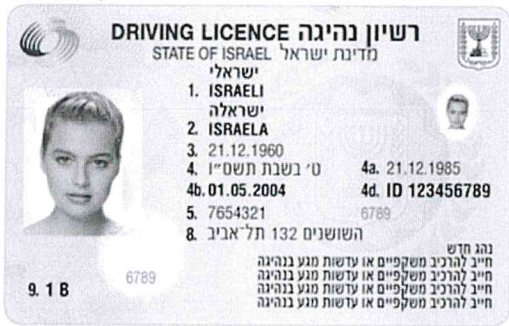 DRIVING LICENCE רשיון נהיגה
STATE OF ISRAEL מדינת ישראל
ישראלי
1. ISRAELI
ישראלה
2. ISRAELA
3. 21.12.1960
4. ט׳ בשבת תשס״ו 4a. 21.12.1985
4b. 01.05.2004 4d. ID 123456789
5. 7654321 6789
8. השושנים 132 תל־אביב
נהג חדש
חייב להרכיב משקפיים או עדשות מגע בנהיגה
חייב להרכיב משקפיים או עדשות מגע בנהיגה
חייב להרכיב משקפיים או עדשות מגע בנהיגה
חייב להרכיב משקפיים או עדשות מגע בנהיגה
6789
9. 1 B